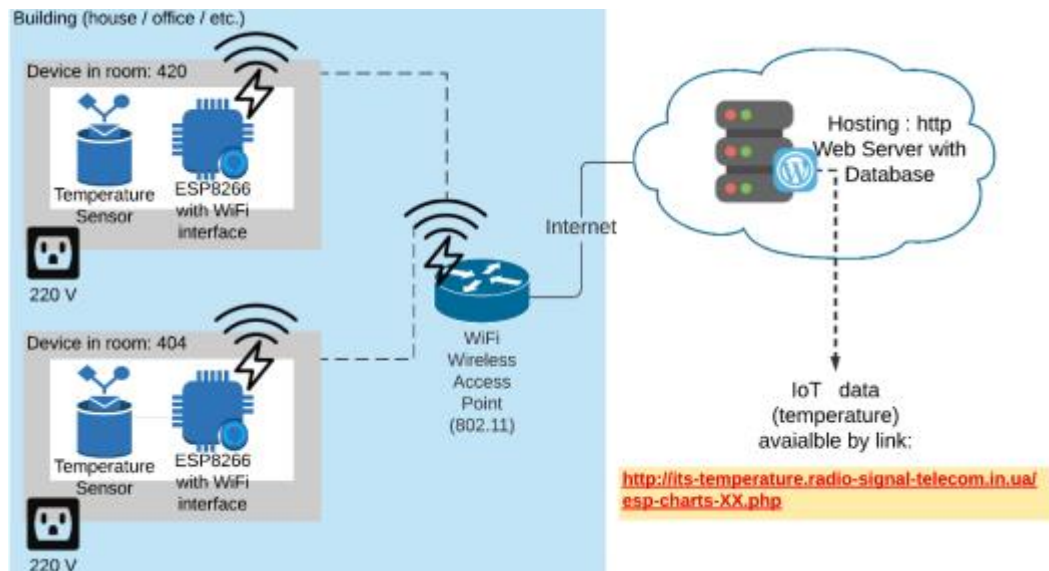 Building (house / office / etc.)
Device in room: 420
Temperature
Sensor
ESP8266
with WiFi
interface
220 V
Device in room: 404
Temperature
Sensor
ESP8266
with WiFi
interface
220 V
WiFi
Wireless
Access
Point
(802.11)
Internet
Hosting : http
Web Server with
Database
IoT data
(temperature)
avaialble by link:
http://its-temperature.radio-signal-telecom.in.ua/
esp-charts-XX.php